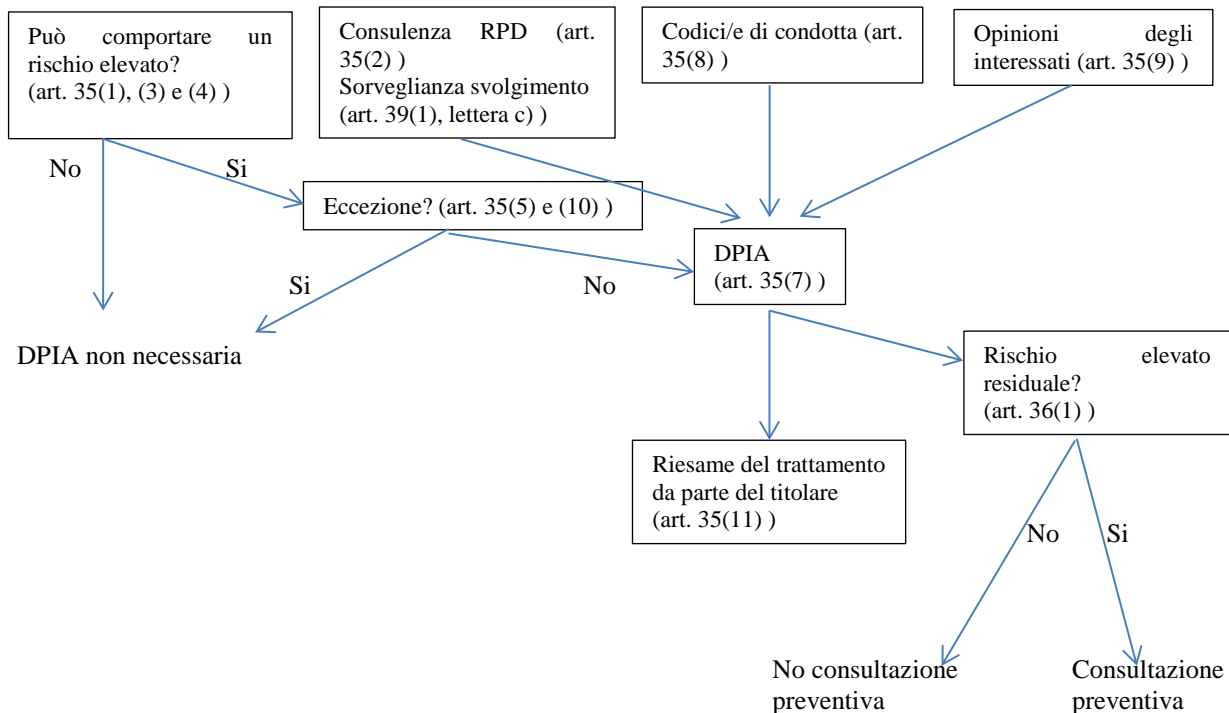 Può comportare un
rischio elevato?
(art. 35(1), (3) e (4) )
Consulenza RPD (art.
35(2) )
Sorveglianza svolgimento
(art. 39(1), lettera c) )
Codici/e di condotta (art.
35(8) )
Opinioni degli
interessati (art. 35(9) )
No
Si
Eccezione? (art. 35(5) e (10) )
DPIA
(art. 35(7) )
Si
No
DPIA non necessaria
Rischio elevato
residuale?
(art. 36(1) )
Riesame del trattamento
da parte del titolare
(art. 35(11) )
No
Si
No consultazione
preventiva
Consultazione
preventiva